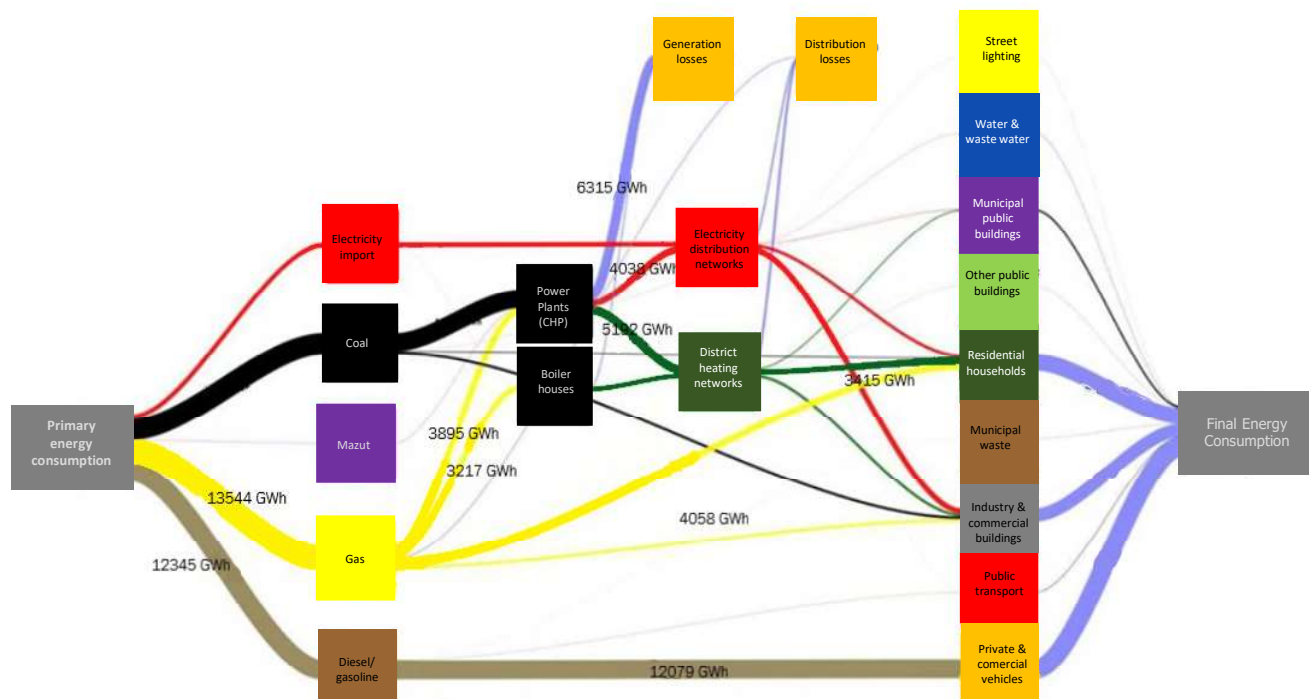 Generation
losses
Distribution
losses
Street
lighting
Water &
waste water
6315 GWh
Municipal
public
buildings
Electricity
import
Electricity
distribution
networks
4038 GWh
Other public
buildings
Power
Plants
(CHP)
Coal
5192 GWh
District
heating
networks
Residential
households
3415 GWh
Boiler
houses
Primary
energy
consumption
Mazut
3895 GWh
3217 GWh
Municipal
waste
Final Energy
Consumption
13544 GWh
4058 GWh
Industry &
commercial
buildings
12345 GWh
Gas
Public
transport
Diesel/
gasoline
12079 GWh
Private &
comercial
vehicles